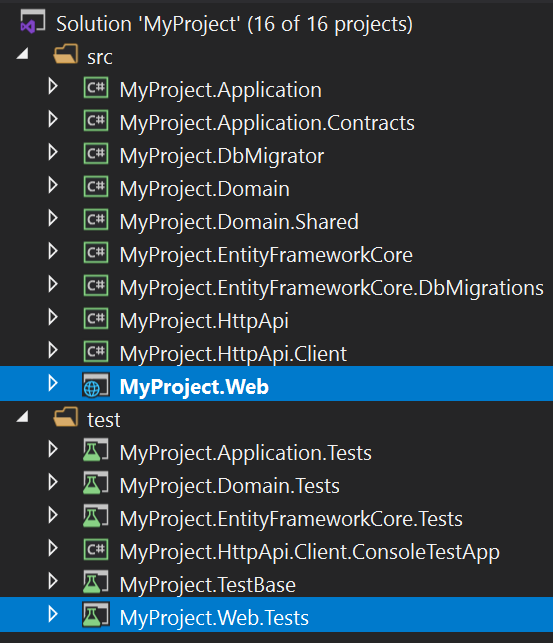 Solution 'MyProject' (16 of 16 projects)
src
C# MyProject.Application
C# MyProject.Application.Contracts
C# MyProject.DbMigrator
C# MyProject.Domain
C# MyProject.Domain.Shared
C# MyProject.EntityFrameworkCore
C# MyProject.EntityFrameworkCore.DbMigrations
C# MyProject.HttpApi
C# MyProject.HttpApi.Client
MyProject.Web
test
MyProject.Application.Tests
MyProject.Domain.Tests
MyProject.EntityFrameworkCore.Tests
C# MyProject.HttpApi.Client.ConsoleTestApp
MyProject.TestBase
MyProject.Web.Tests